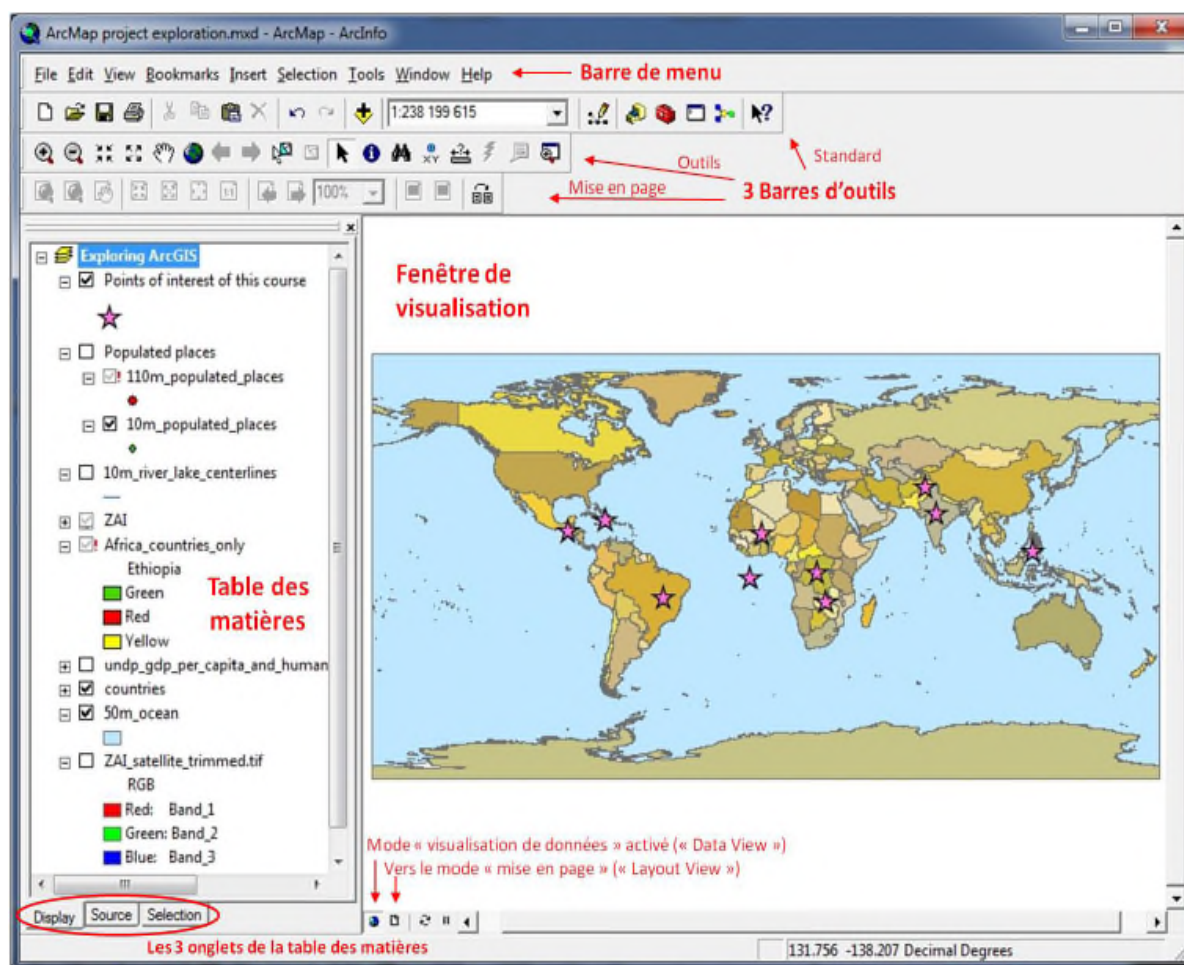 ArcMap project exploration.mxd - ArcMap - ArcInfo
File Edit View Bookmarks Insert Selection Tools Window Help
Barre de menu
1:238 199 615
Standard
Outils
3 Barres d'outils
100%
Mise en page
Exploring ArcGIS
Points of interest of this course
Populated places
110m_populated_places
10m_populated_places
10m_river_lake_centerlines
ZAI
Africa_countries_only
Ethiopia
Green
Red
Yellow
undp_gdp_per_capita_and_human
countries
50m_ocean
ZAI_satellite_trimmed.tif
RGB
Red: Band_1
Green: Band_2
Blue: Band_3
Table des
matières
Fenêtre de
visualisation
Mode « visualisation de données » activé (« Data View »)
Vers le mode « mise en page » (« Layout View »)
Display Source Selection
Les 3 onglets de la table des matières
131.756 -138.207 Decimal Degrees